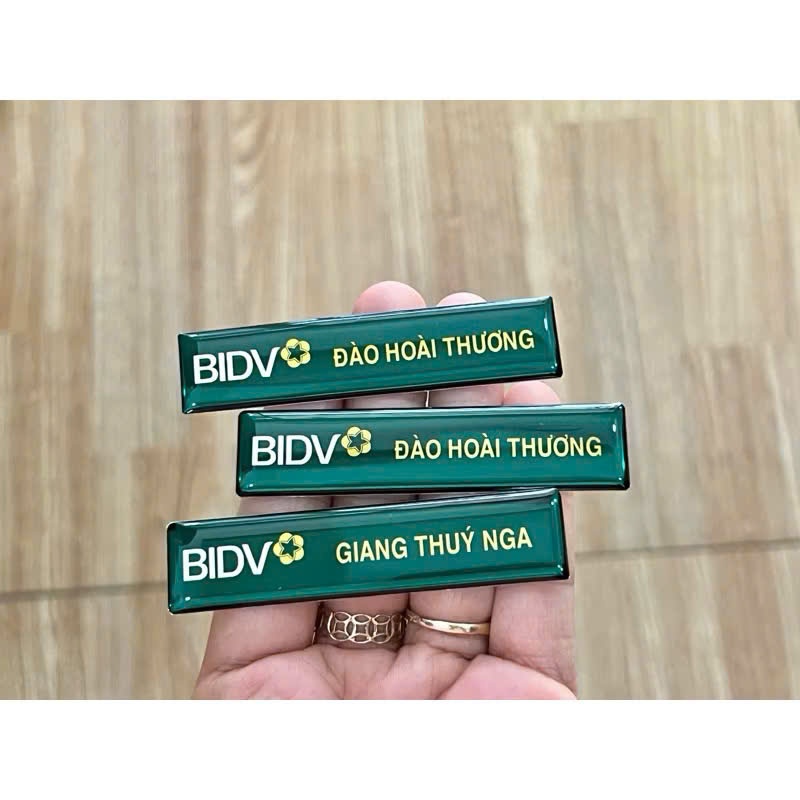 BIDV ĐÀO HOÀI THƯƠNG
BIDV ĐÀO HOÀI THƯƠNG
BIDV GIANG THUÝ NGA